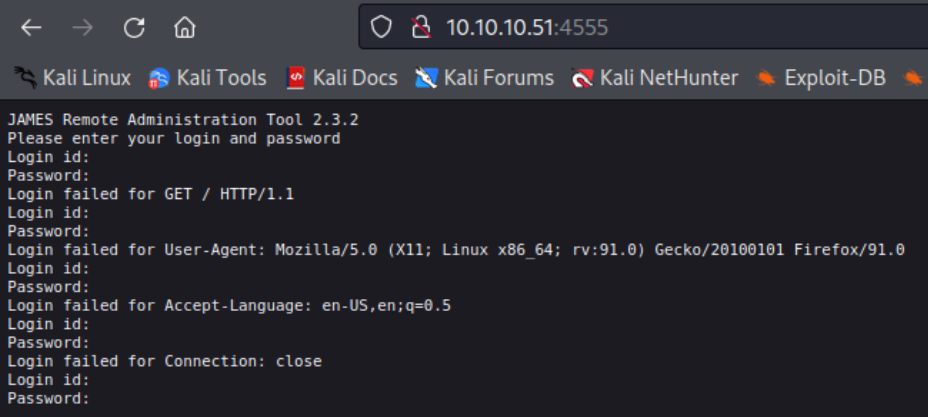 10.10.10.51:4555
Kali Linux Kali Tools Kali Docs Kali Forums Kali NetHunter Exploit-DB
JAMES Remote Administration Tool 2.3.2
Please enter your login and password
Login id:
Password:
Login failed for GET / HTTP/1.1
Login id:
Password:
Login failed for User-Agent: Mozilla/5.0 (X11; Linux x86_64; rv:91.0) Gecko/20100101 Firefox/91.0
Login id:
Password:
Login failed for Accept-Language: en-US,en;q=0.5
Login id:
Password:
Login failed for Connection: close
Login id:
Password: